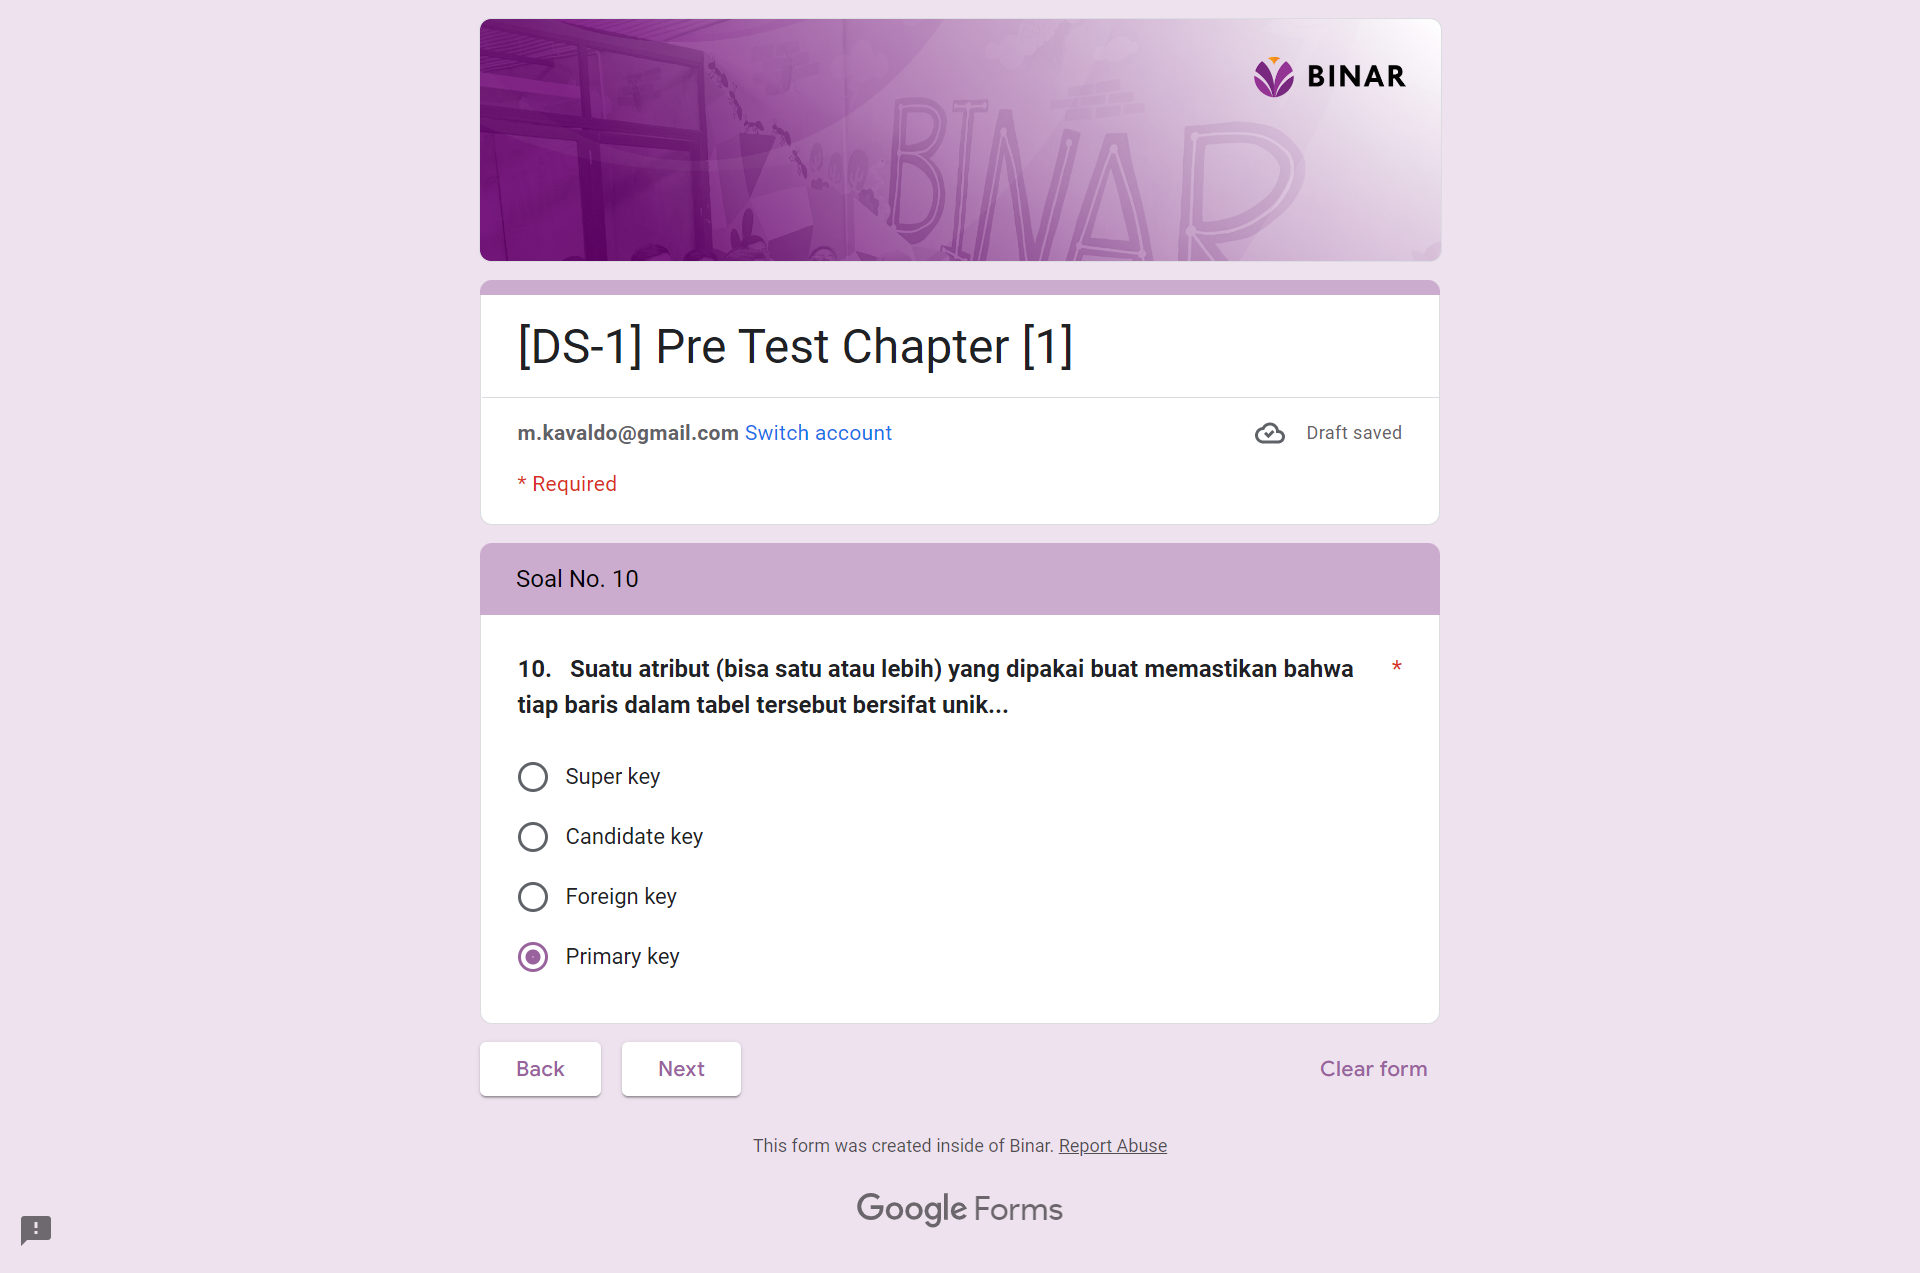 BINAR
BINAR
[DS-1] Pre Test Chapter [1]
m.kavaldo@gmail.com Switch account
Draft saved
* Required
Soal No. 10
10. Suatu atribut (bisa satu atau lebih) yang dipakai buat memastikan bahwa *
tiap baris dalam tabel tersebut bersifat unik...
Super key
Candidate key
Foreign key
Primary key
Back
Next
Clear form
This form was created inside of Binar. Report Abuse
Google Forms